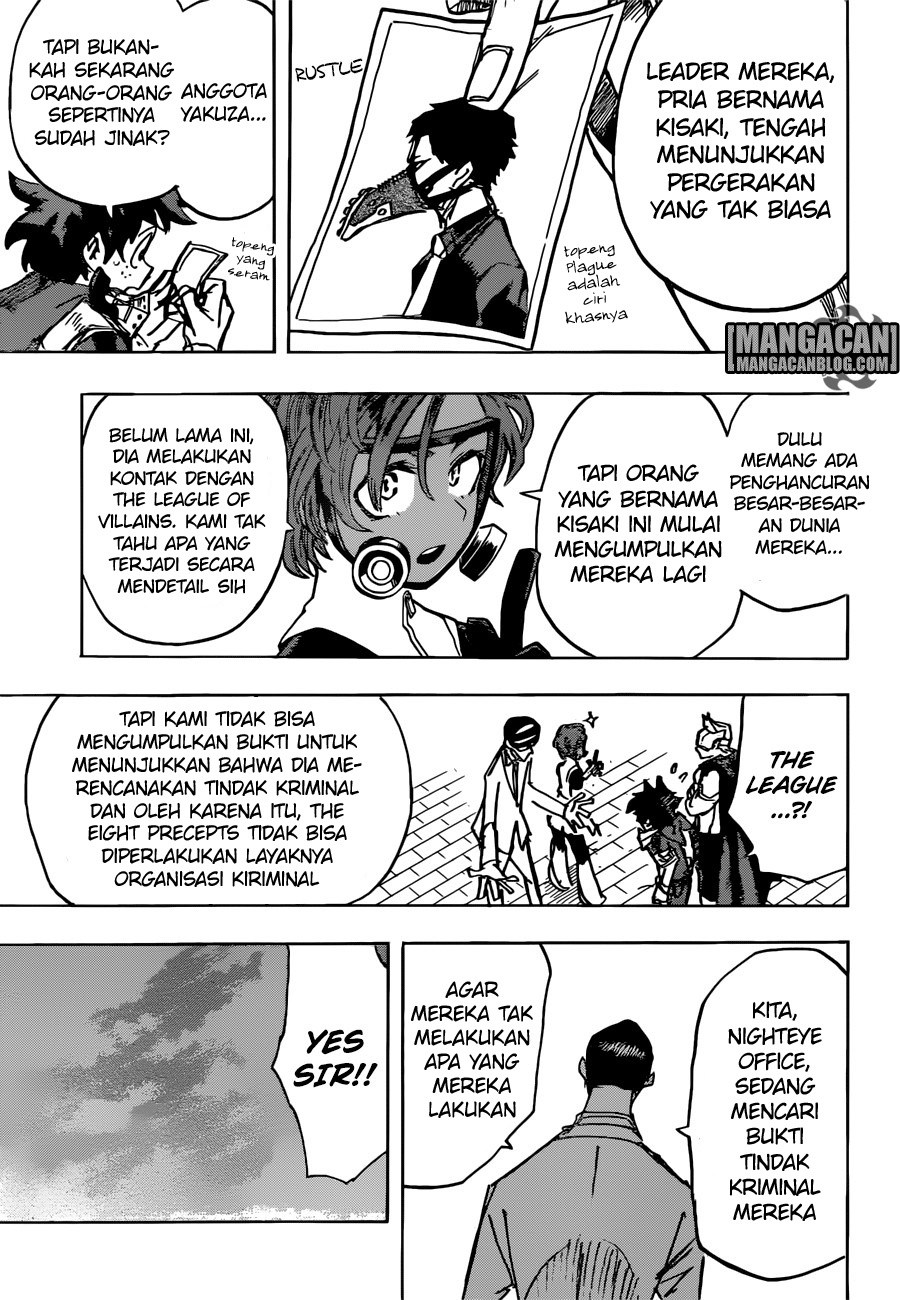 LEADER MEREKA,
PRIA BERNAMA
KISAKI, TENGAH
MENUNJUKKAN
PERGERAKAN
YANG TAK BIASA
RUSTLE
topeng
Plague
adalah
ciri
khasnya
ANGGOTA
YAKUZA...
TAPI BUKAN-
KAH SEKARANG
ORANG-ORANG
SEPERTINYA
SUDAH JINAK?
topeng
yang
seram
MANGACAN
MANGACANBLOG.COM
DULU
MEMANG ADA
PENGHANCURAN
BESAR-BESAR-
AN DUNIA
MEREKA...
TAPI ORANG
YANG BERNAMA
KISAKI INI MULAI
MENGUMPULKAN
MEREKA LAGI
BELUM LAMA INI,
DIA MELAKUKAN
KONTAK DENGAN
THE LEAGUE OF
VILLAINS. KAMI TAK
TAHU APA YANG
TERJADI SECARA
MENDETAIL SIH
THE
LEAGUE
...?!
TAPI KAMI TIDAK BISA
MENGUMPULKAN BUKTI UNTUK
MENUNJUKKAN BAHWA DIA ME-
RENCANAKAN TINDAK KRIMINAL
DAN OLEH KARENA ITU, THE
EIGHT PRECEPTS TIDAK BISA
DIPERLAKUKAN LAYAKNYA
ORGANISASI KIRIMINAL
KITA,
NIGHTEYE
OFFICE,
SEDANG
MENCARI
BUKTI
TINDAK
KRIMINAL
MEREKA
AGAR
MEREKA TAK
MELAKUKAN
APA YANG
MEREKA
LAKUKAN
YES
SIR!!